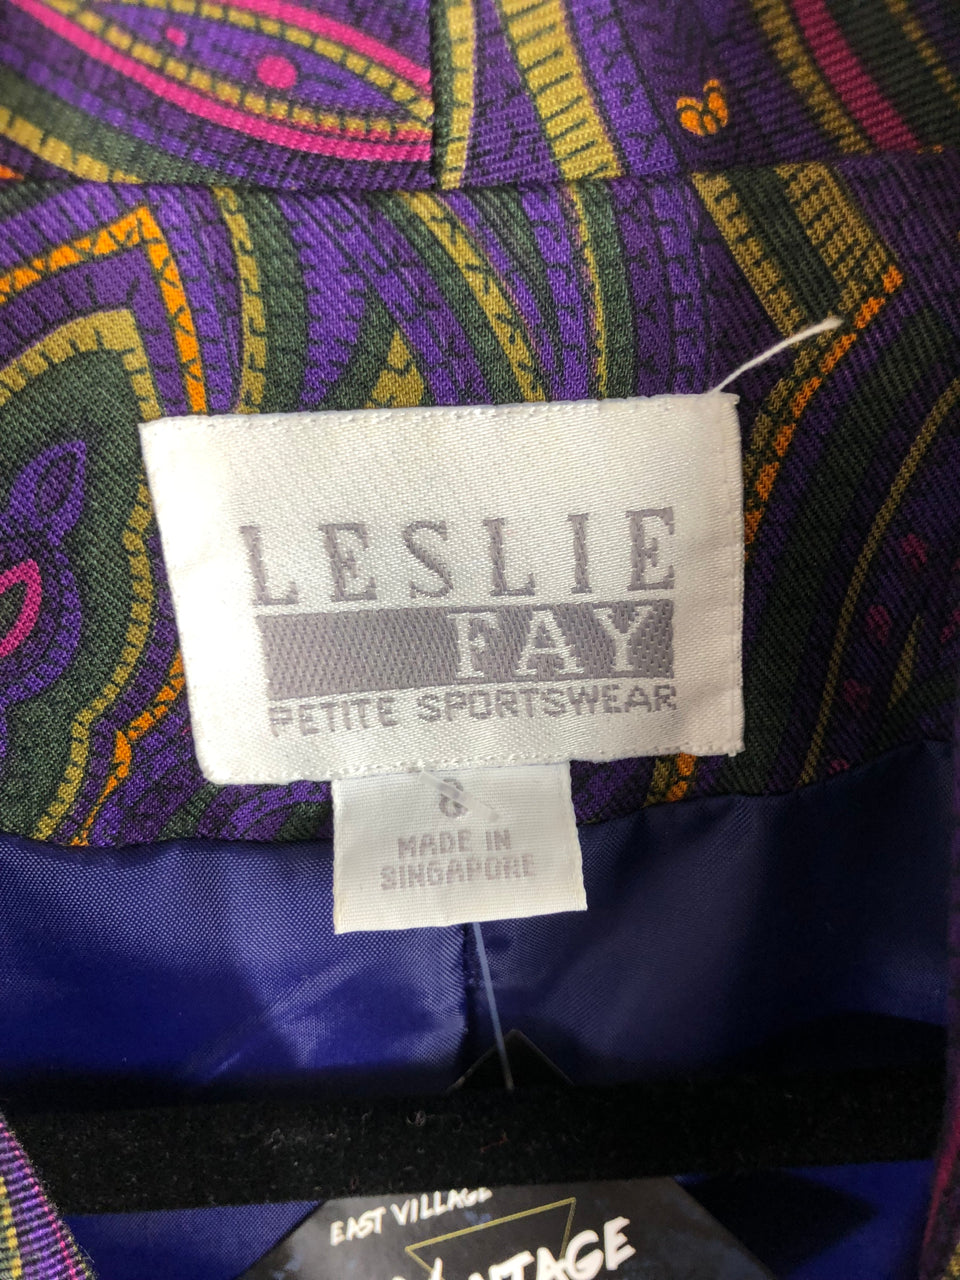 LESLIE
FAY
PETITE SPORTSWEAR
8
MADE IN
SINGAPORE
EAST VILLAGE